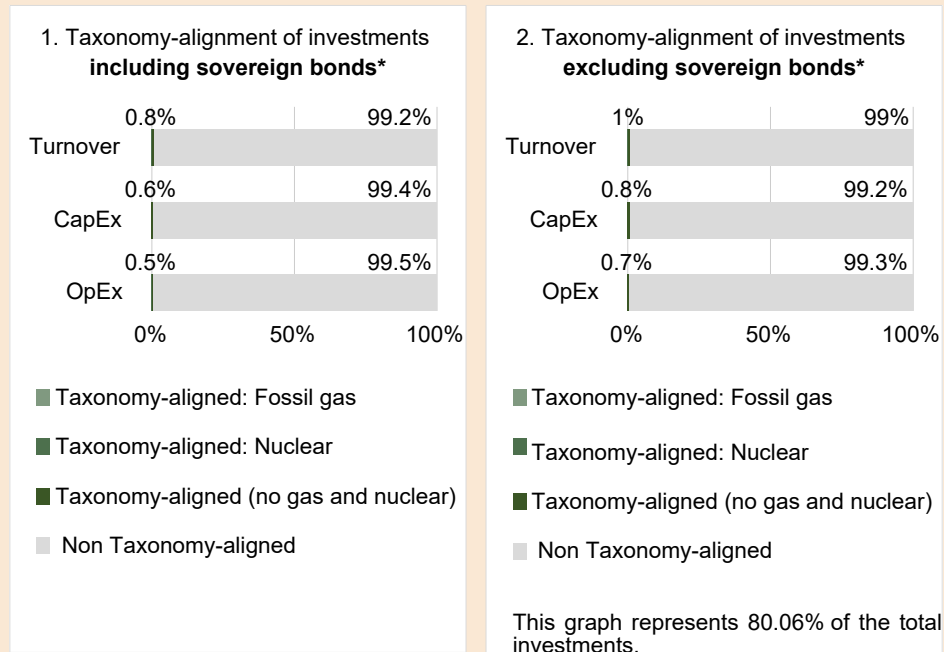 1. Taxonomy-alignment of investments
including sovereign bonds*
0.8% 99.2%
Turnover
0.6% 99.4%
CapEx
0.5% 99.5%
OpEx
0% 50% 100%
Taxonomy-aligned: Fossil gas
Taxonomy-aligned: Nuclear
Taxonomy-aligned (no gas and nuclear)
Non Taxonomy-aligned
2. Taxonomy-alignment of investments
excluding sovereign bonds*
1% 99%
Turnover
0.8% 99.2%
CapEx
0.7% 99.3%
OpEx
0% 50% 100%
Taxonomy-aligned: Fossil gas
Taxonomy-aligned: Nuclear
Taxonomy-aligned (no gas and nuclear)
Non Taxonomy-aligned
This graph represents 80.06% of the total
investments.